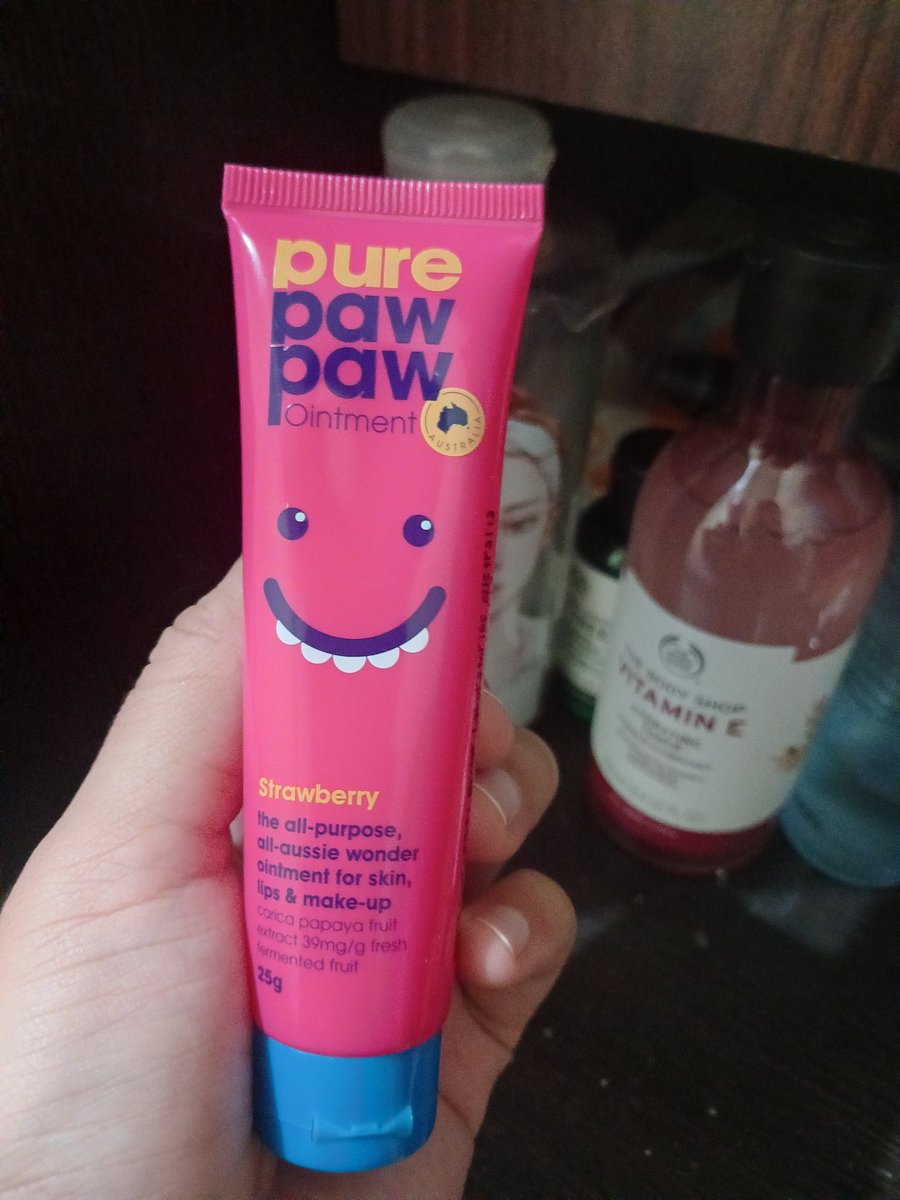 pure
paw
paw
Ointment
AUSTRALIA
Strawberry
the all-purpose,
all-aussie wonder
ointment for skin,
lips & make-up
carica papaya fruit
extract 39mg/g fresh
fermented fruit
25g
australia
THE BODY SHOP
VITAMIN E